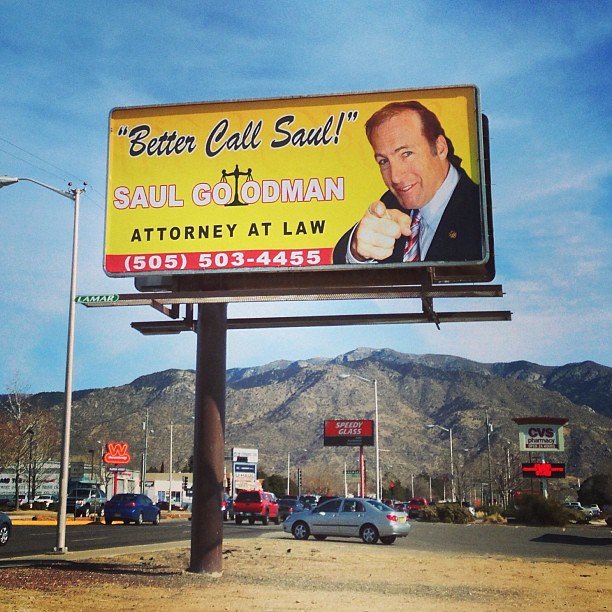 "Better Call Saul!"
SAUL GOODMAN
ATTORNEY AT LAW
(505) 503-4455
LAMAR
W
SPEEDY
GLASS
CVS
pharmacy